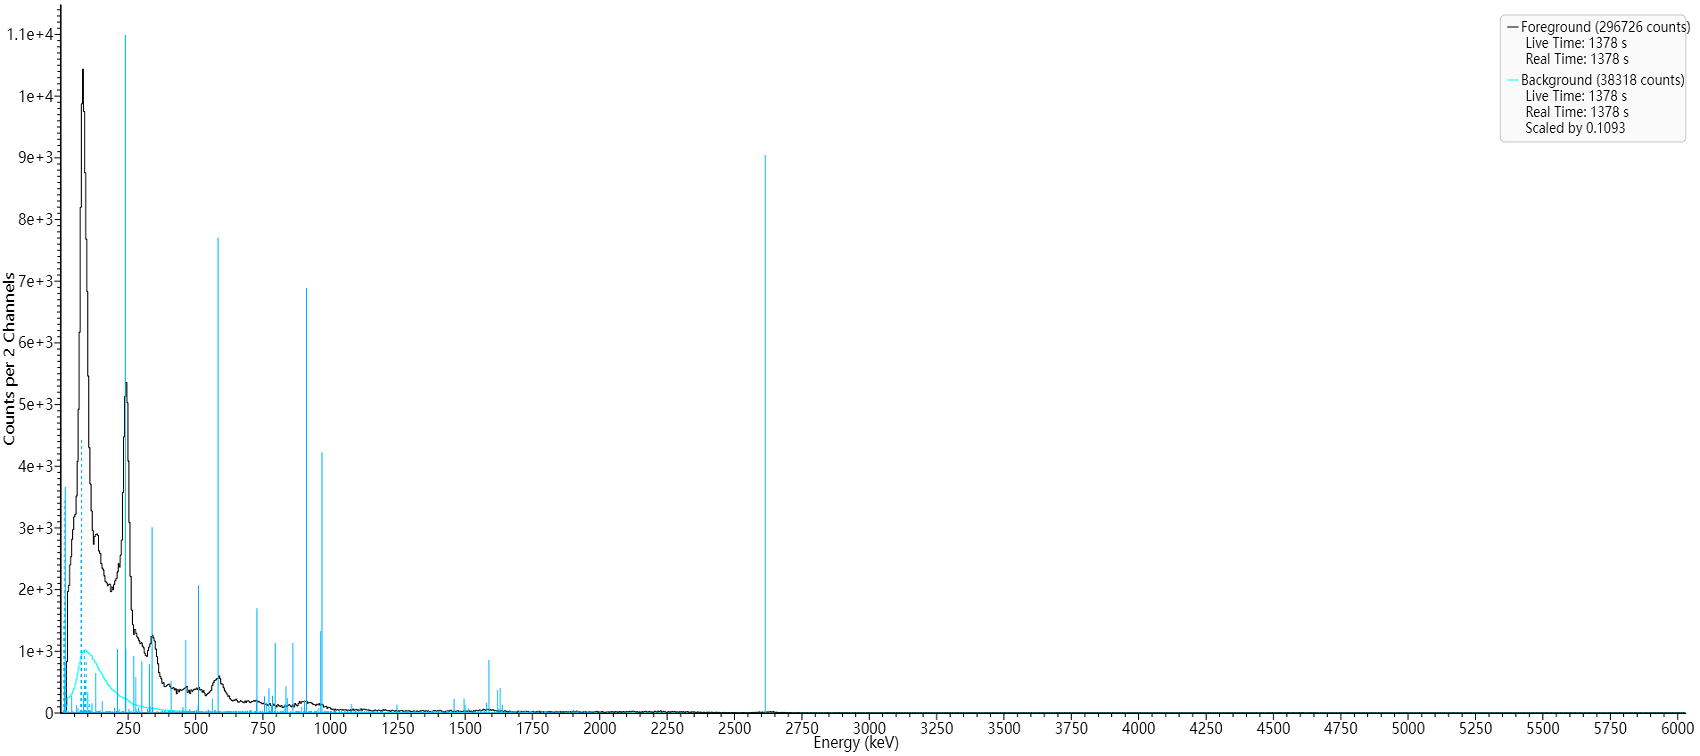 1.1e+4
1e+4
9e+3
8e+3
7e+3
6e+3
5e+3
4e+3
3e+3
2e+3
1e+3
0
Counts per 2 Channels
Foreground (296726 counts)
Live Time: 1378 s
Real Time: 1378 s
Background (38318 counts)
Live Time: 1378 s
Real Time: 1378 s
Scaled by 0.1093
250 500 750 1000 1250 1500 1750 2000 2250 2500 2750 3000 3250 3500 3750 4000 4250 4500 4750 5000 5250 5500 5750 6000
Energy (keV)